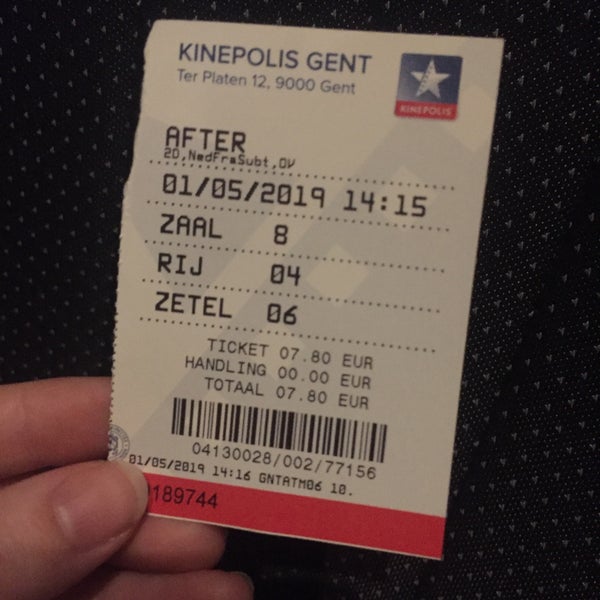 KINEPOLIS GENT
Ter Platen 12, 9000 Gent
KINEPOLIS
AFTER
2D,NedFraSubt,OV
01/05/2019 14:15
ZAAL 8
RIJ 04
ZETEL 06
TICKET 07.80 EUR
HANDLING 00.00 EUR
TOTAAL 07.80 EUR
04130028/002/77156
01/05/2019 14:16 GNTATM06 10.
189744